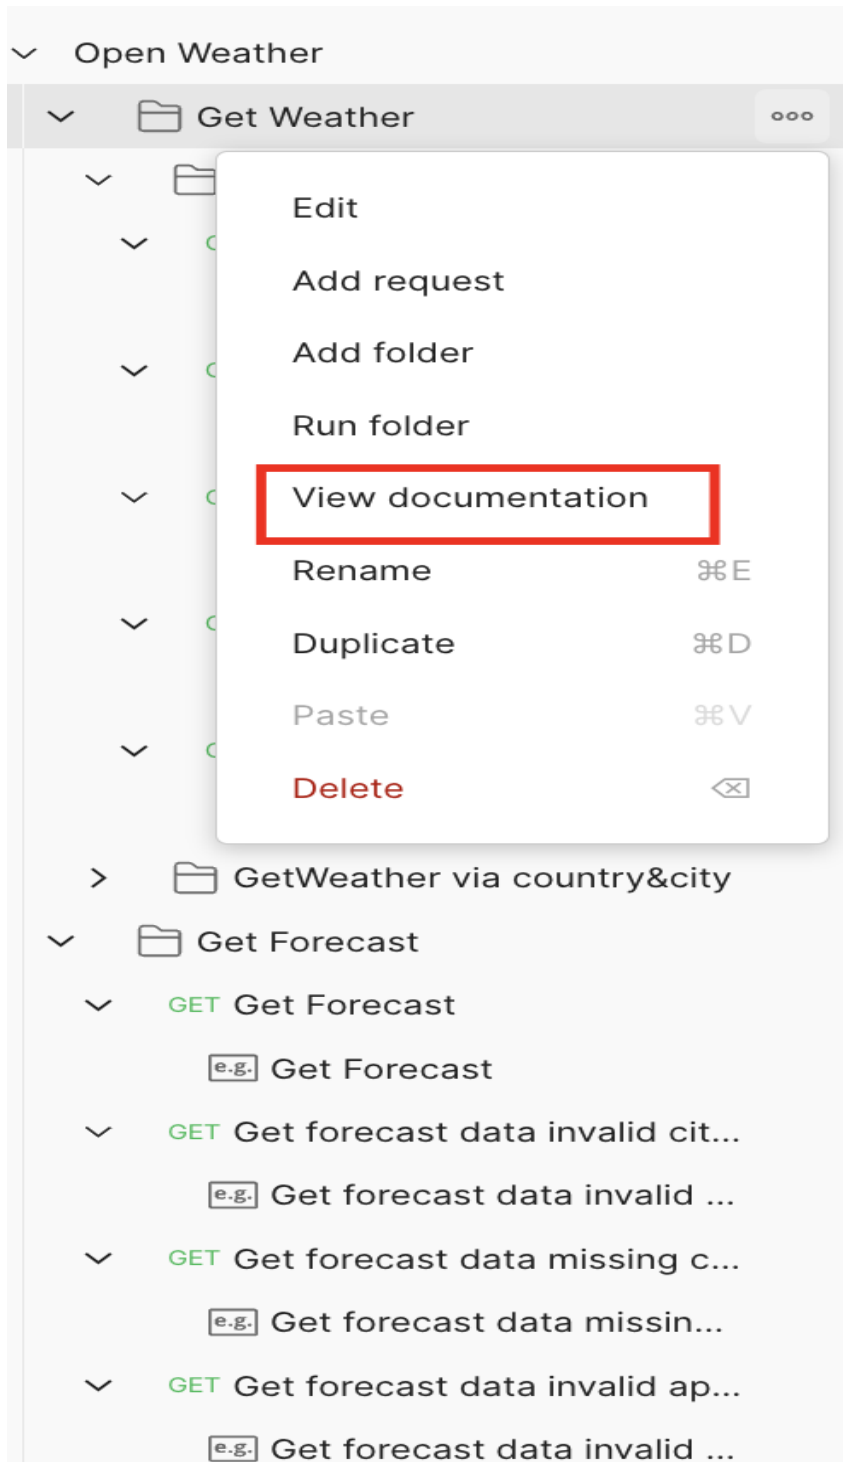 Open Weather
Get Weather
Edit
Add request
Add folder
Run folder
View documentation
Rename ⌘E
Duplicate ⌘D
Paste ⌘V
Delete
GetWeather via country&city
Get Forecast
GET Get Forecast
e.g. Get Forecast
GET Get forecast data invalid cit...
e.g. Get forecast data invalid ...
GET Get forecast data missing c...
e.g. Get forecast data missin...
GET Get forecast data invalid ap...
e.g. Get forecast data invalid ...